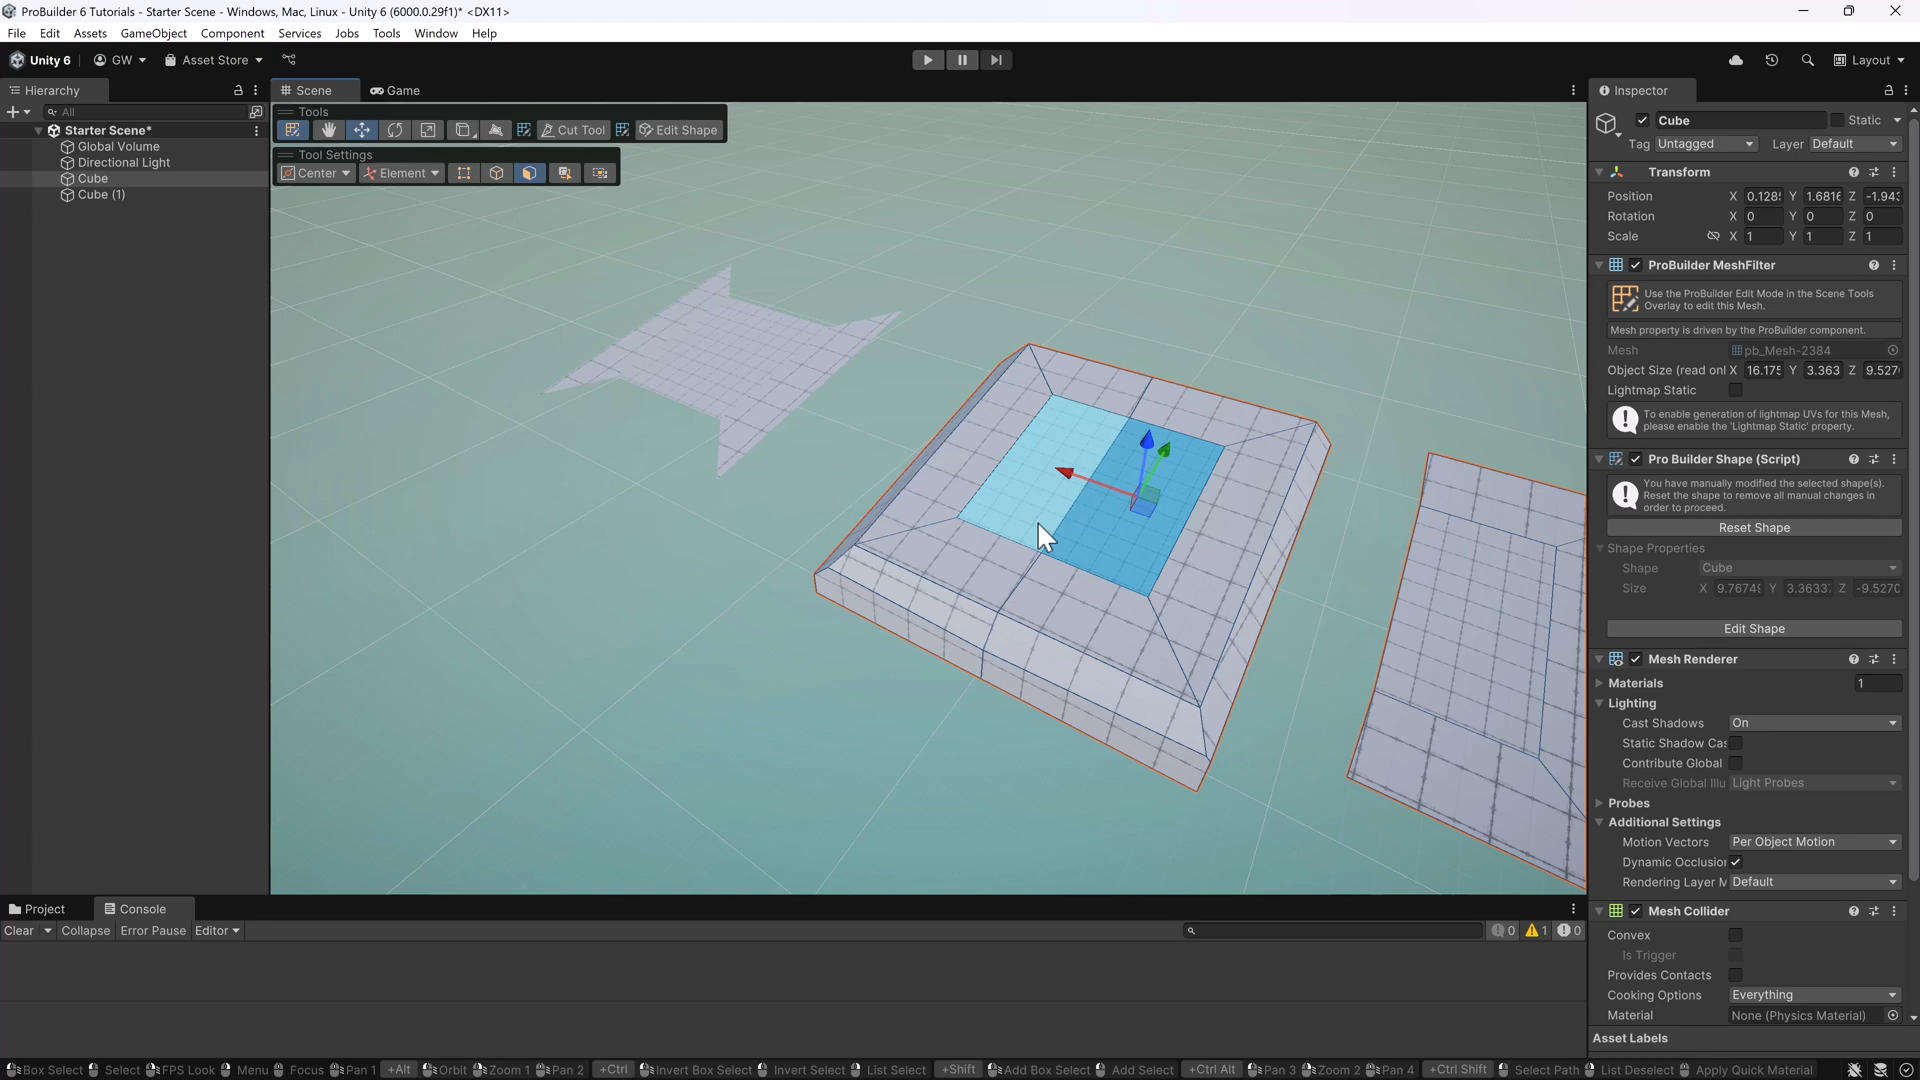 ProBuilder 6 Tutorials - Starter Scene - Windows, Mac, Linux - Unity 6 (6000.0.29f1)* <DX11>
File Edit Assets GameObject Component Services Jobs Tools Window Help
Unity 6 GW Asset Store Layout
Hierarchy
All
Starter Scene*
Global Volume
Directional Light
Cube
Cube (1)
Scene Game
Tools
Cut Tool Edit Shape
Tool Settings
Center Element
Inspector
Cube Static
Tag Untagged Layer Default
Transform
Position X 0.128 Y 1.6816 Z -1.943
Rotation X 0 Y 0 Z 0
Scale X 1 Y 1 Z 1
ProBuilder MeshFilter
Use the ProBuilder Edit Mode in the Scene Tools
Overlay to edit this Mesh.
Mesh property is driven by the ProBuilder component.
Mesh pb_Mesh-2384
Object Size (read onl X 16.175 Y 3.363 Z 9.527
Lightmap Static
To enable generation of lightmap UVs for this Mesh,
please enable the 'Lightmap Static' property.
Pro Builder Shape (Script)
You have manually modified the selected shape(s).
Reset the shape to remove all manual changes in
order to proceed.
Reset Shape
Shape Properties
Shape Cube
Size X 9.7674 Y 3.3633 Z -9.5270
Edit Shape
Mesh Renderer
Materials 1
Lighting
Cast Shadows On
Static Shadow Cas
Contribute Global
Receive Global Illu Light Probes
Probes
Additional Settings
Motion Vectors Per Object Motion
Dynamic Occlusion
Rendering Layer M Default
Mesh Collider
Convex
Is Trigger
Provides Contacts
Cooking Options Everything
Material None (Physics Material)
Asset Labels
Project Console
Clear Collapse Error Pause Editor 0 1 0
Box Select Select FPS Look Menu Focus Pan 1 +Alt Orbit Zoom 1 Pan 2 +Ctrl Invert Box Select Invert Select List Select +Shift Add Box Select Add Select +Ctrl Alt Pan 3 Zoom 2 Pan 4 +Ctrl Shift Select Path List Deselect Apply Quick Material